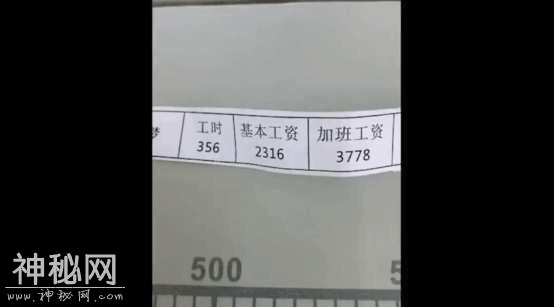 工时 基本工资 加班工资
356 2316 3778
500
神秘网
www.神秘网.com